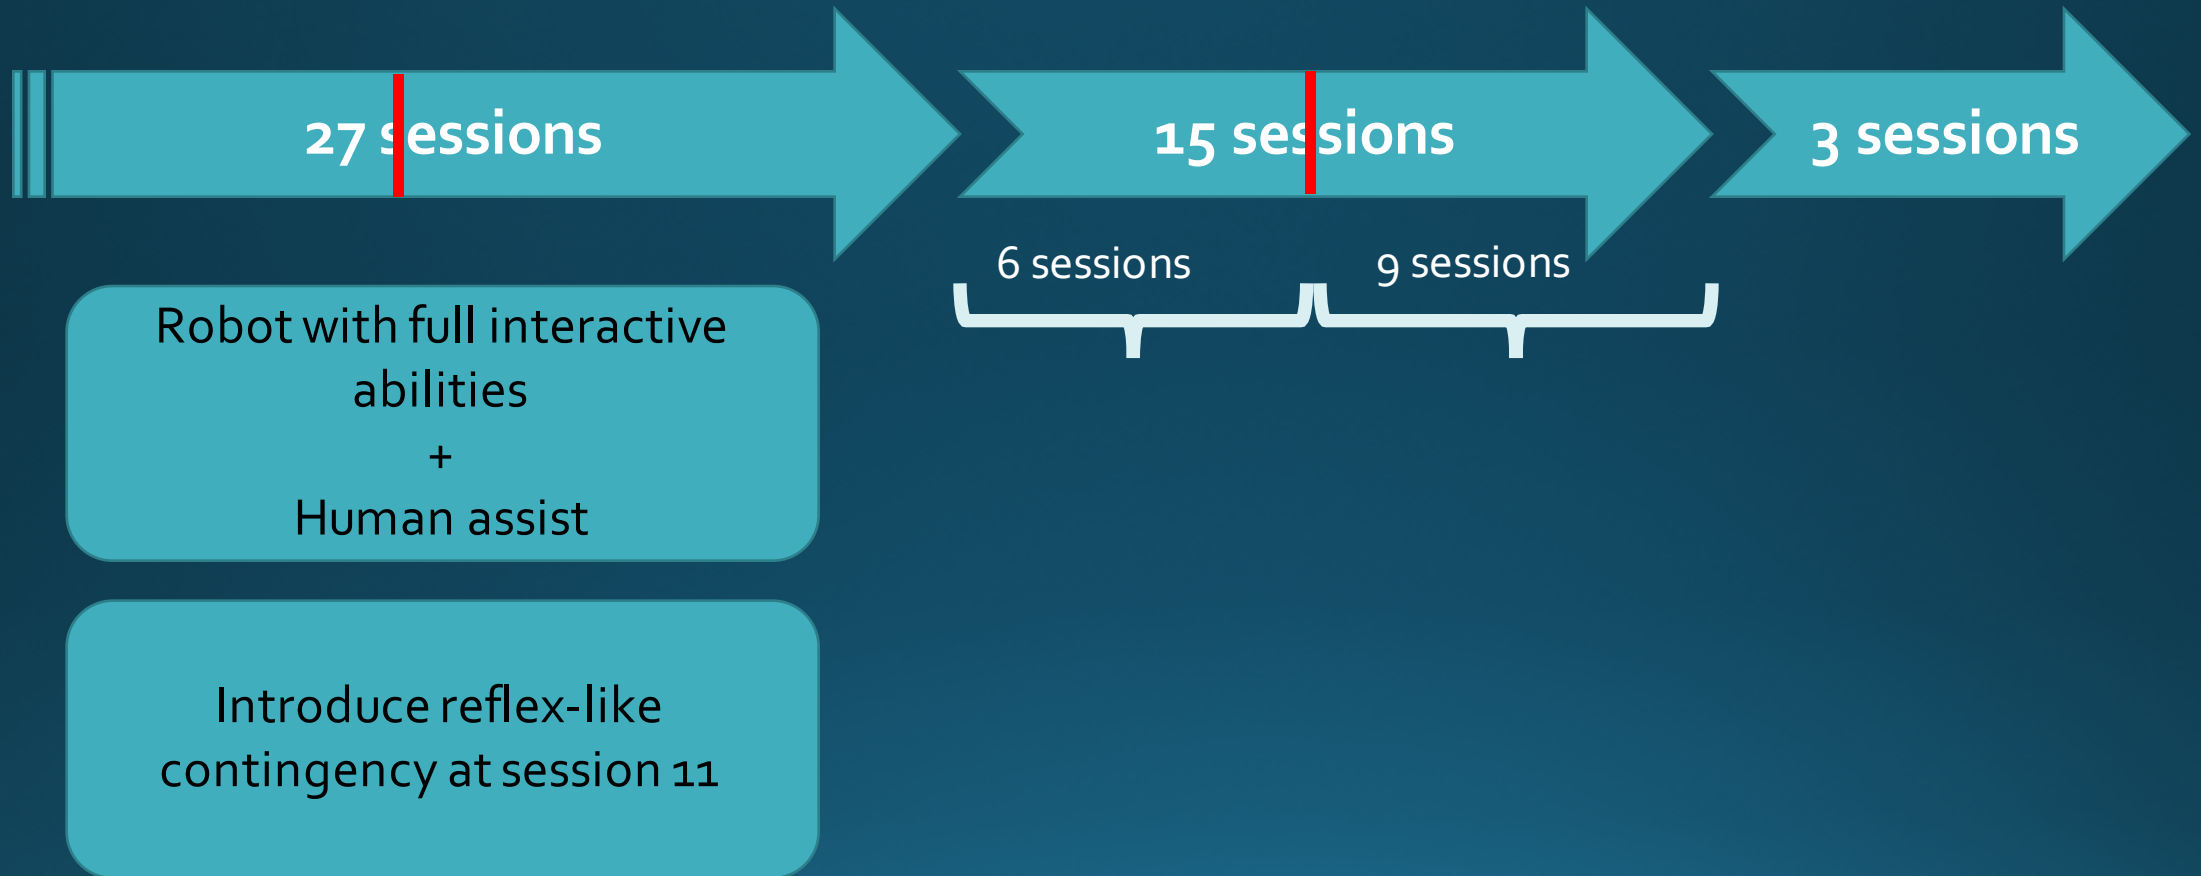 27 sessions
15 sessions
3 sessions
6 sessions
9 sessions
Robot with full interactive
abilities
+
Human assist
Introduce reflex-like
contingency at session 11